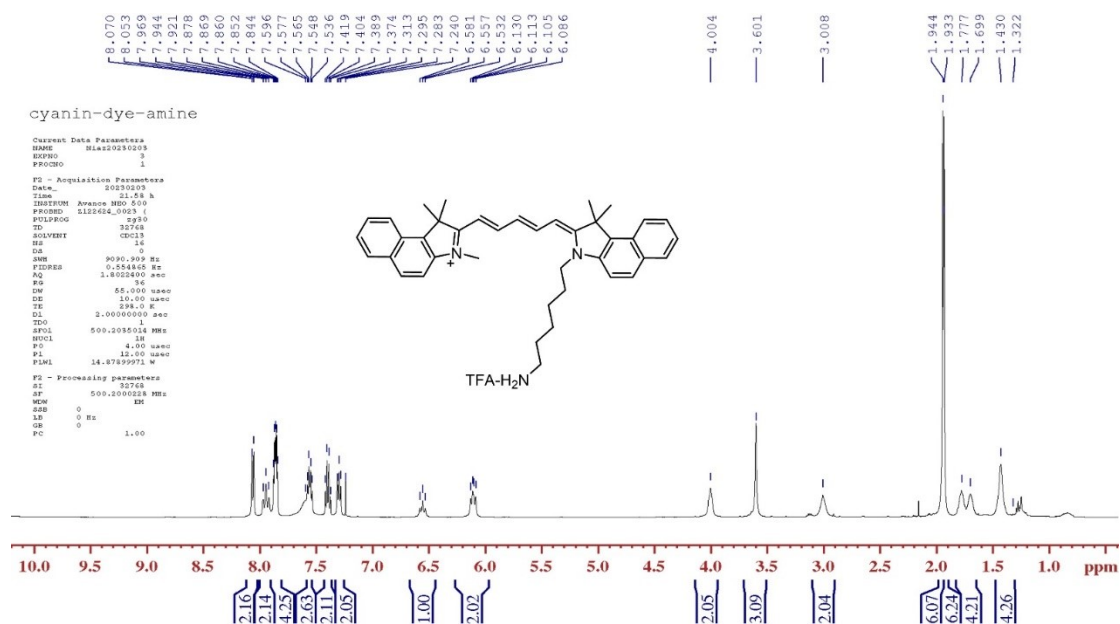 8.070
8.053
7.969
7.944
7.921
7.878
7.869
7.860
7.852
7.844
7.596
7.577
7.565
7.548
7.536
7.419
7.404
7.389
7.374
7.313
7.295
7.283
7.240
6.581
6.557
6.532
6.130
6.113
6.105
6.086
4.004
3.601
3.008
1.944
1.933
1.777
1.699
1.430
1.322
cyanin-dye-amine
Current Data Parameters
NAME Niaz20230203
EXPNO 3
PROCNO 1
F2 - Acquisition Parameters
Date_ 20230203
Time 21.58 h
INSTRUM Avance NEO 500
PROBHD Z122624_0023 (
PULPROG zg30
TD 32768
SOLVENT CDCl3
NS 16
DS 0
SWH 9090.909 Hz
FIDRES 0.554865 Hz
AQ 1.8022400 sec
RG 36
DW 55.000 usec
DE 10.00 usec
TE 298.0 K
D1 2.00000000 sec
TD0 1
SFO1 500.2035014 MHz
NUC1 1H
P0 4.00 usec
P1 12.00 usec
PLW1 14.87899971 W
F2 - Processing parameters
SI 32768
SF 500.2000228 MHz
WDW EM
SSB 0
LB 0 Hz
GB 0
PC 1.00
N
+
N
TFA-H2N
10.0 9.5 9.0 8.5 8.0 7.5 7.0 6.5 6.0 5.5 5.0 4.5 4.0 3.5 3.0 2.5 2.0 1.5 1.0 ppm
2.16
2.14
4.25
2.63
2.11
2.05
1.00
2.02
2.05
3.09
2.04
6.07
6.24
4.21
4.26